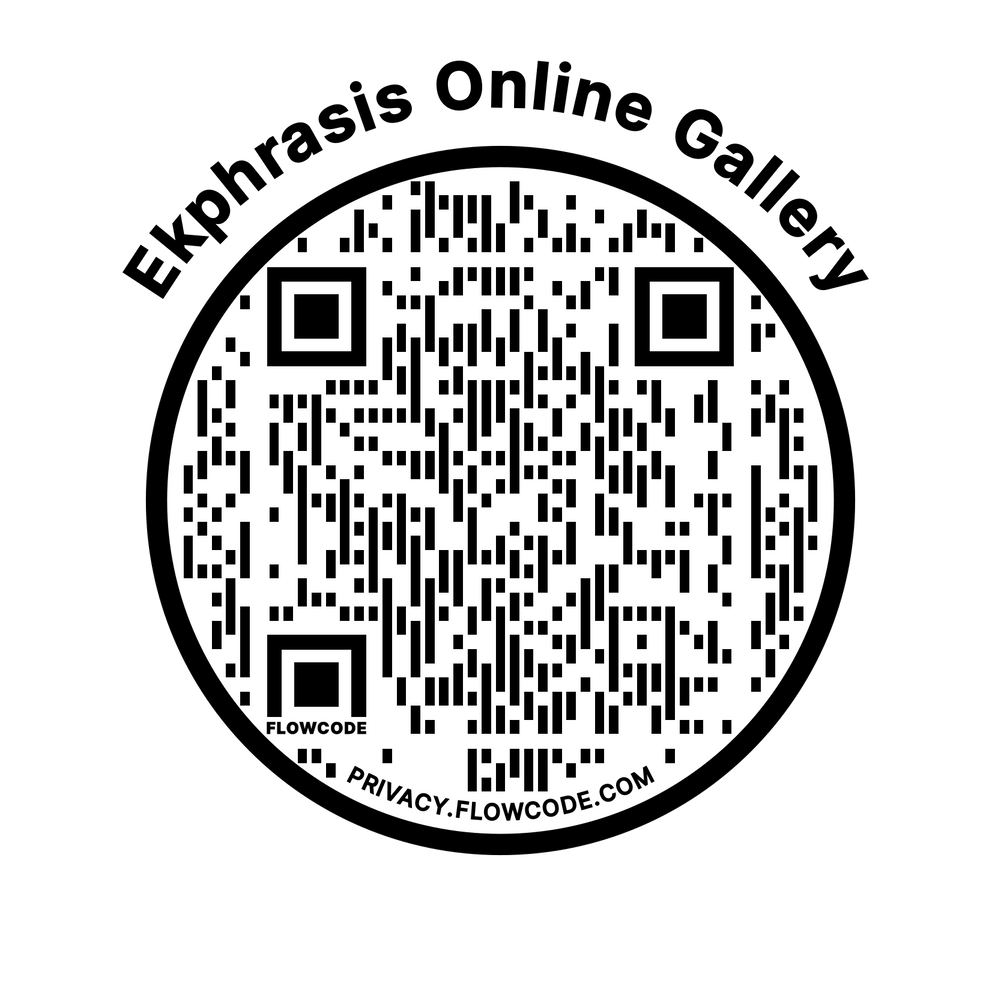 Ekphrasis Online Gallery
FLOWCODE
PRIVACY.FLOWCODE.COM